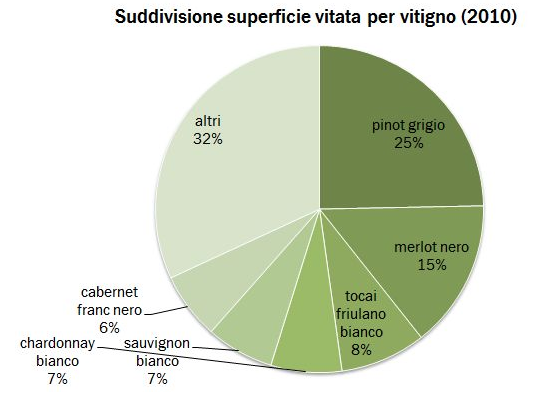 Suddivisione superficie vitata per vitigno (2010)
pinot grigio
25%
merlot nero
15%
tocai
friulano
bianco
8%
chardonnay
bianco
7%
sauvignon
bianco
7%
cabernet
franc nero
6%
altri
32%